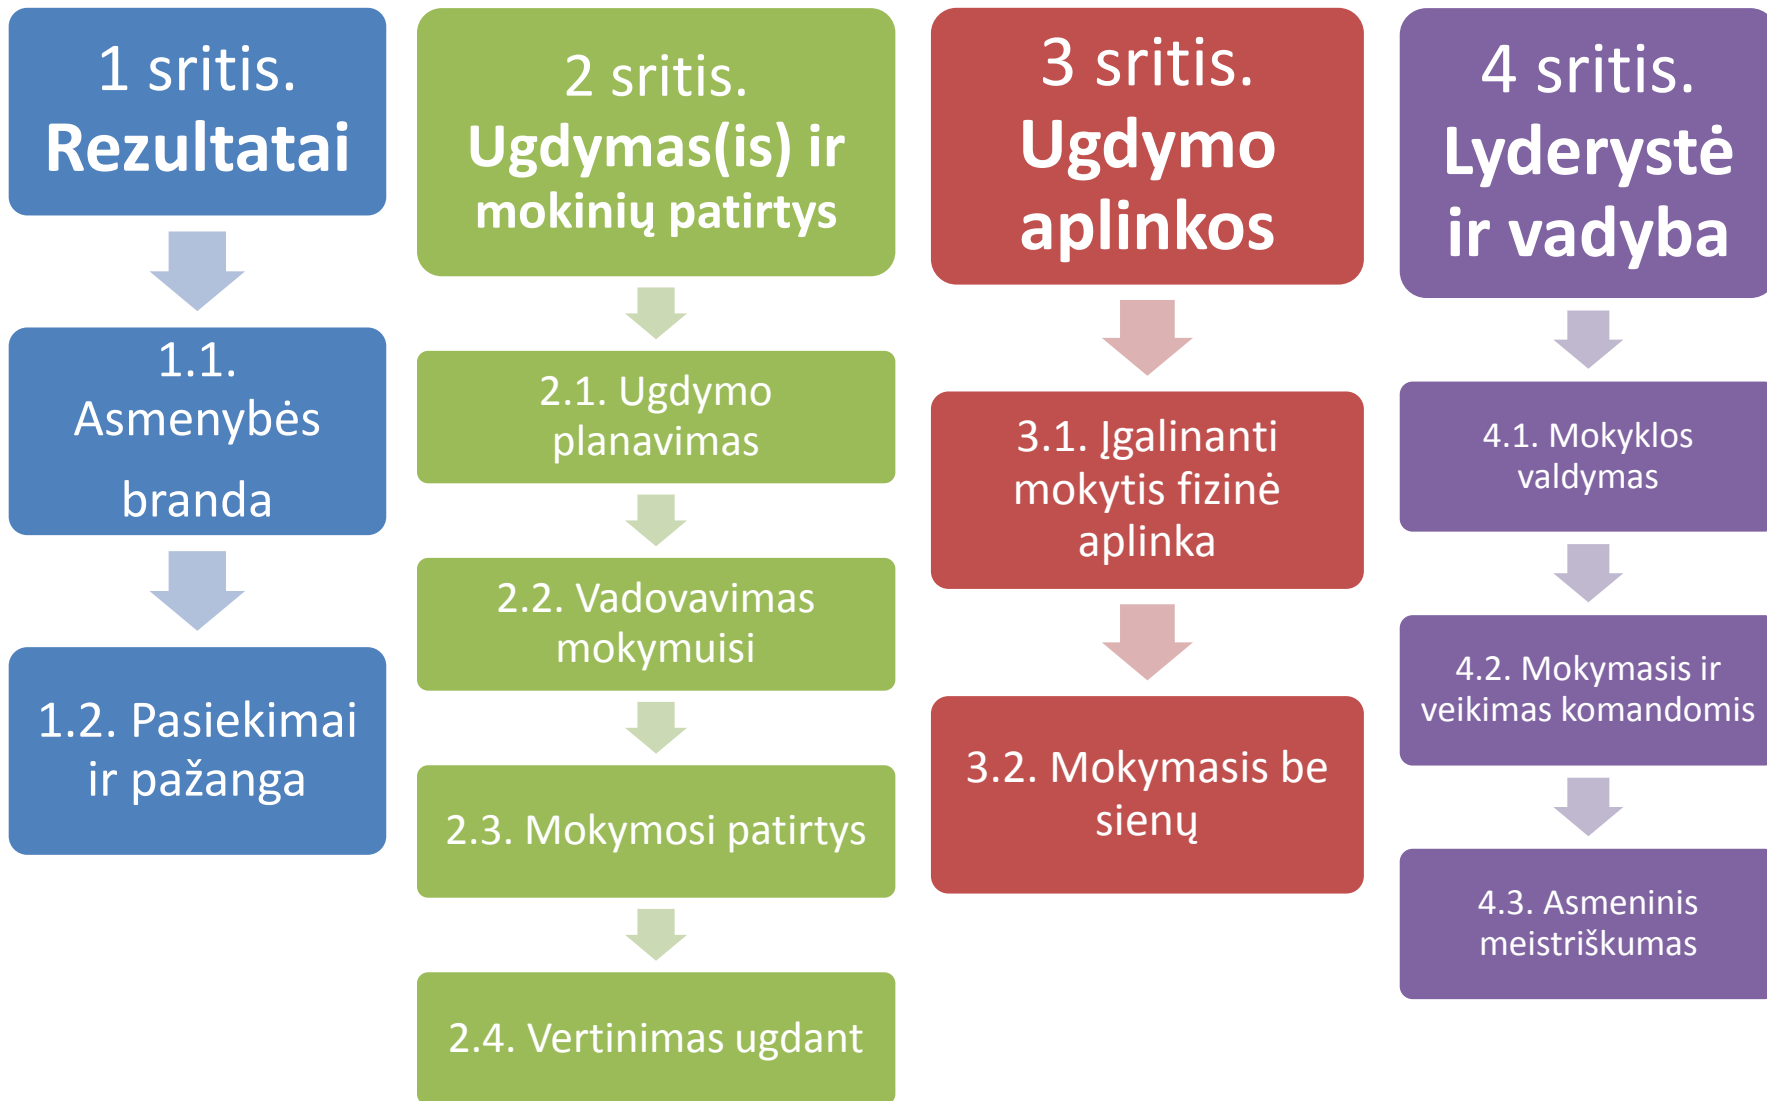 1 sritis.
Rezultatai
1.1.
Asmenybės
branda
1.2. Pasiekimai
ir pažanga
2 sritis.
Ugdymas(is) ir
mokinių patirtys
2.1. Ugdymo
planavimas
2.2. Vadovavimas
mokymuisi
2.3. Mokymosi patirtys
2.4. Vertinimas ugdant
3 sritis.
Ugdymo
aplinkos
3.1. Įgalinanti
mokytis fizinė
aplinka
3.2. Mokymasis be
sienų
4 sritis.
Lyderystė
ir vadyba
4.1. Mokyklos
valdymas
4.2. Mokymasis ir
veikimas komandomis
4.3. Asmeninis
meistriškumas